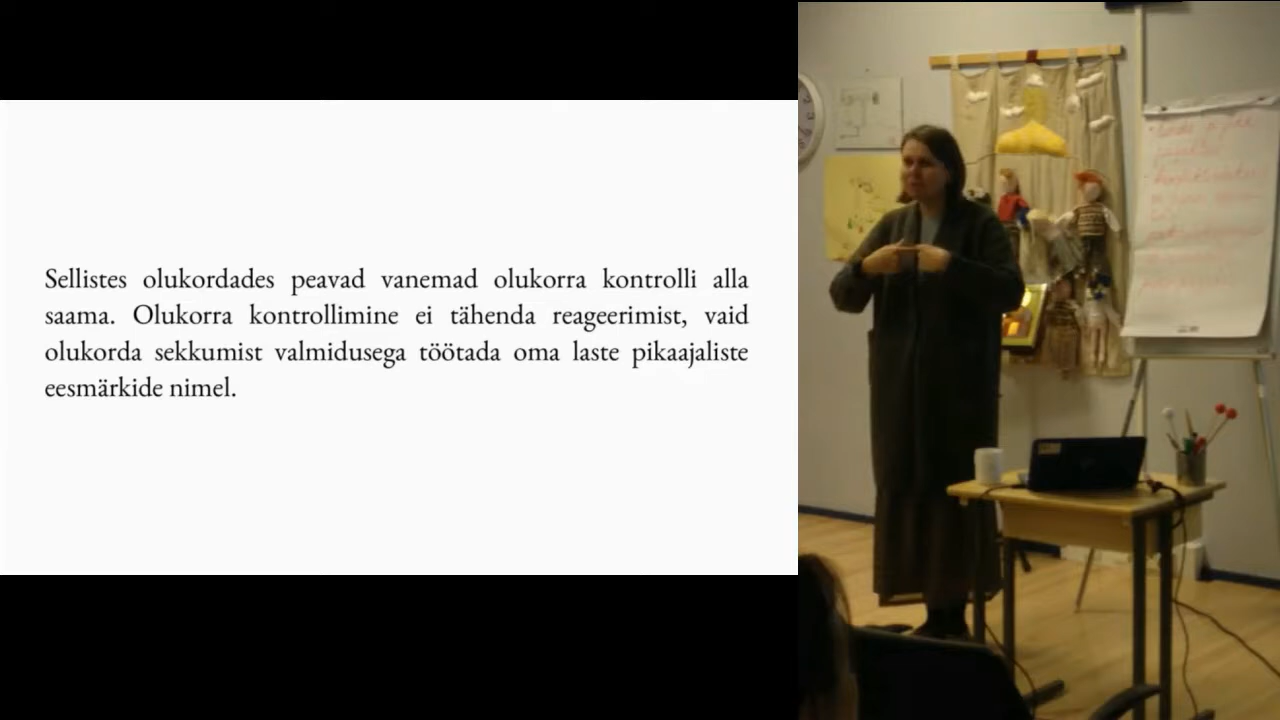 Sellistes olukordades peavad vanemad olukorra kontrolli alla
saama. Olukorra kontrollimine ei tähenda reageerimist, vaid
olukorda sekkumist valmidusega töötada oma laste pikaajaliste
eesmärkide nimel.